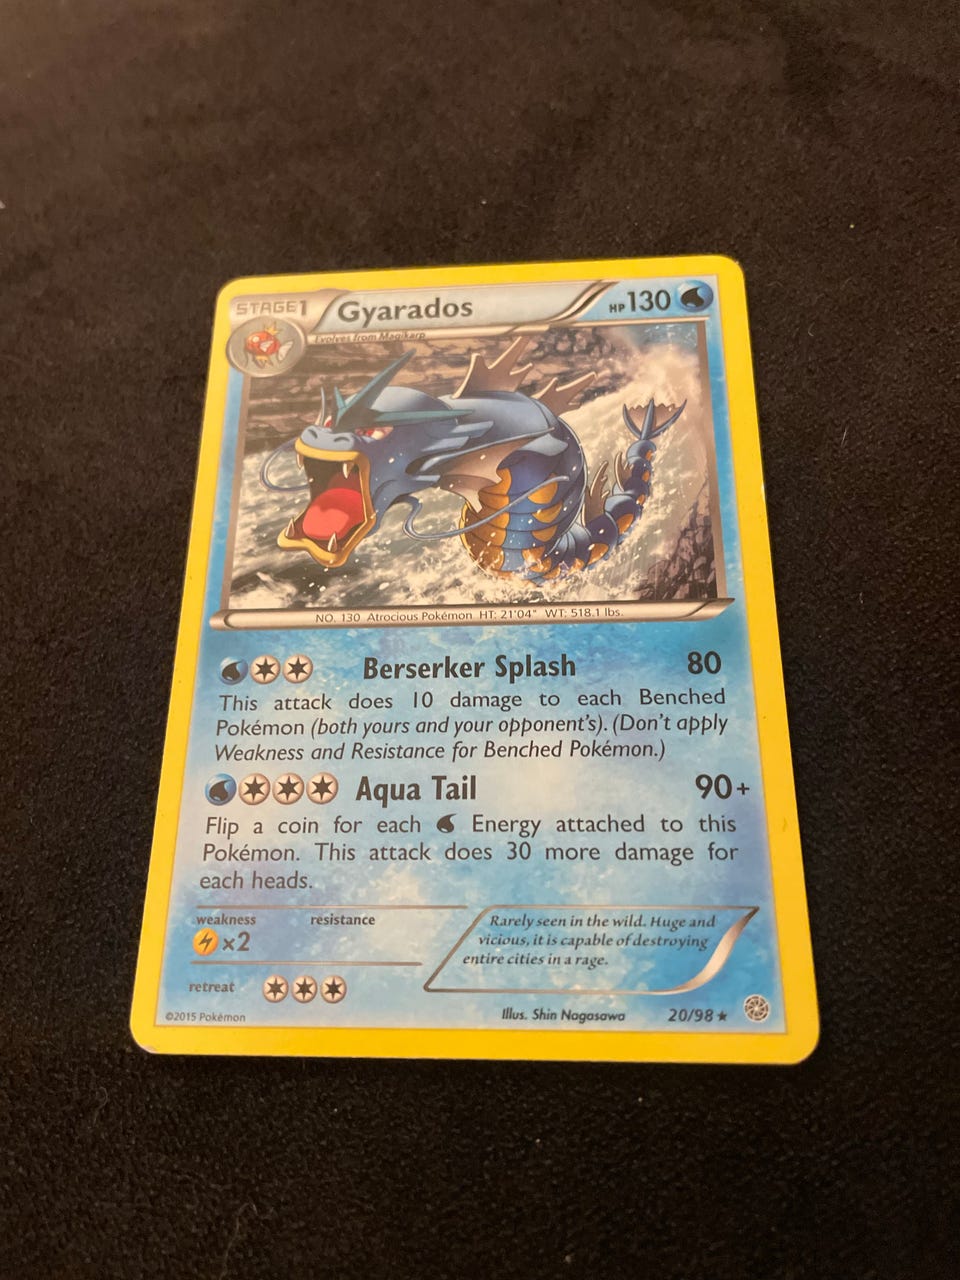 STAGE1 Gyarados HP 130
Evolves from Magikarp
NO. 130 Atrocious Pokémon HT: 21'04" WT: 518.1 lbs.
Berserker Splash 80
This attack does 10 damage to each Benched
Pokémon (both yours and your opponent's). (Don't apply
Weakness and Resistance for Benched Pokémon.)
Aqua Tail 90+
Flip a coin for each Energy attached to this
Pokémon. This attack does 30 more damage for
each heads.
weakness resistance
×2
Rarely seen in the wild. Huge and
vicious, it is capable of destroying
entire cities in a rage.
retreat
©2015 Pokémon Illus. Shin Nagasawa 20/98 ★